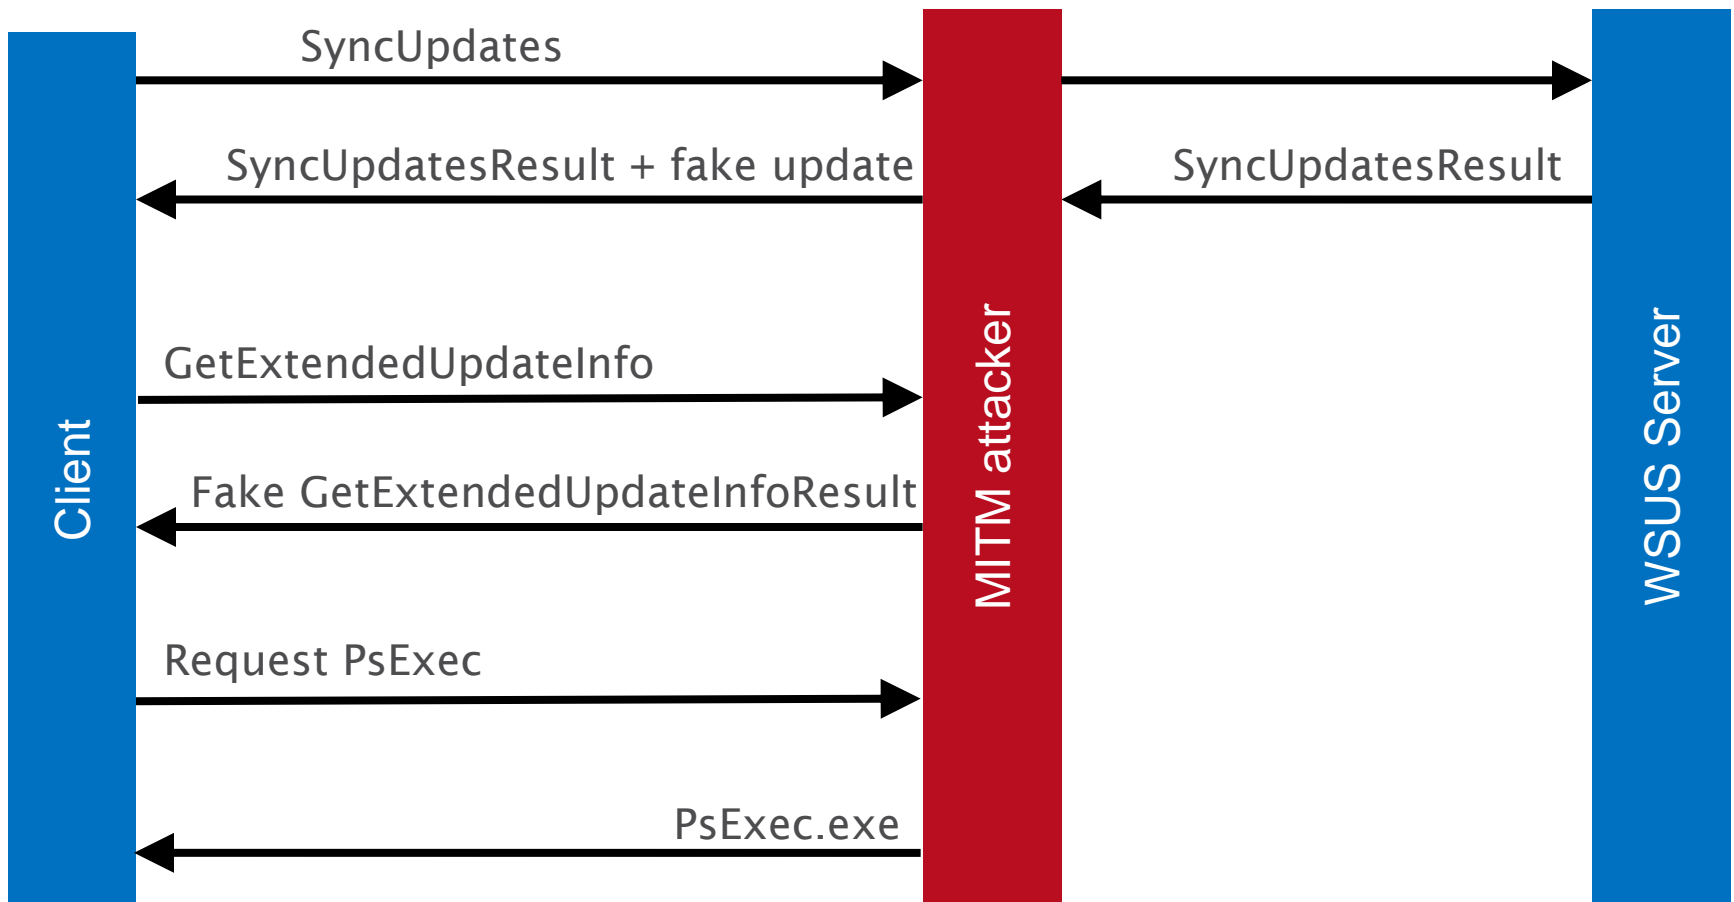 SyncUpdates
SyncUpdatesResult + fake update
SyncUpdatesResult
GetExtendedUpdateInfo
Fake GetExtendedUpdateInfoResult
Request PsExec
PsExec.exe
Client
MITM attacker
WSUS Server